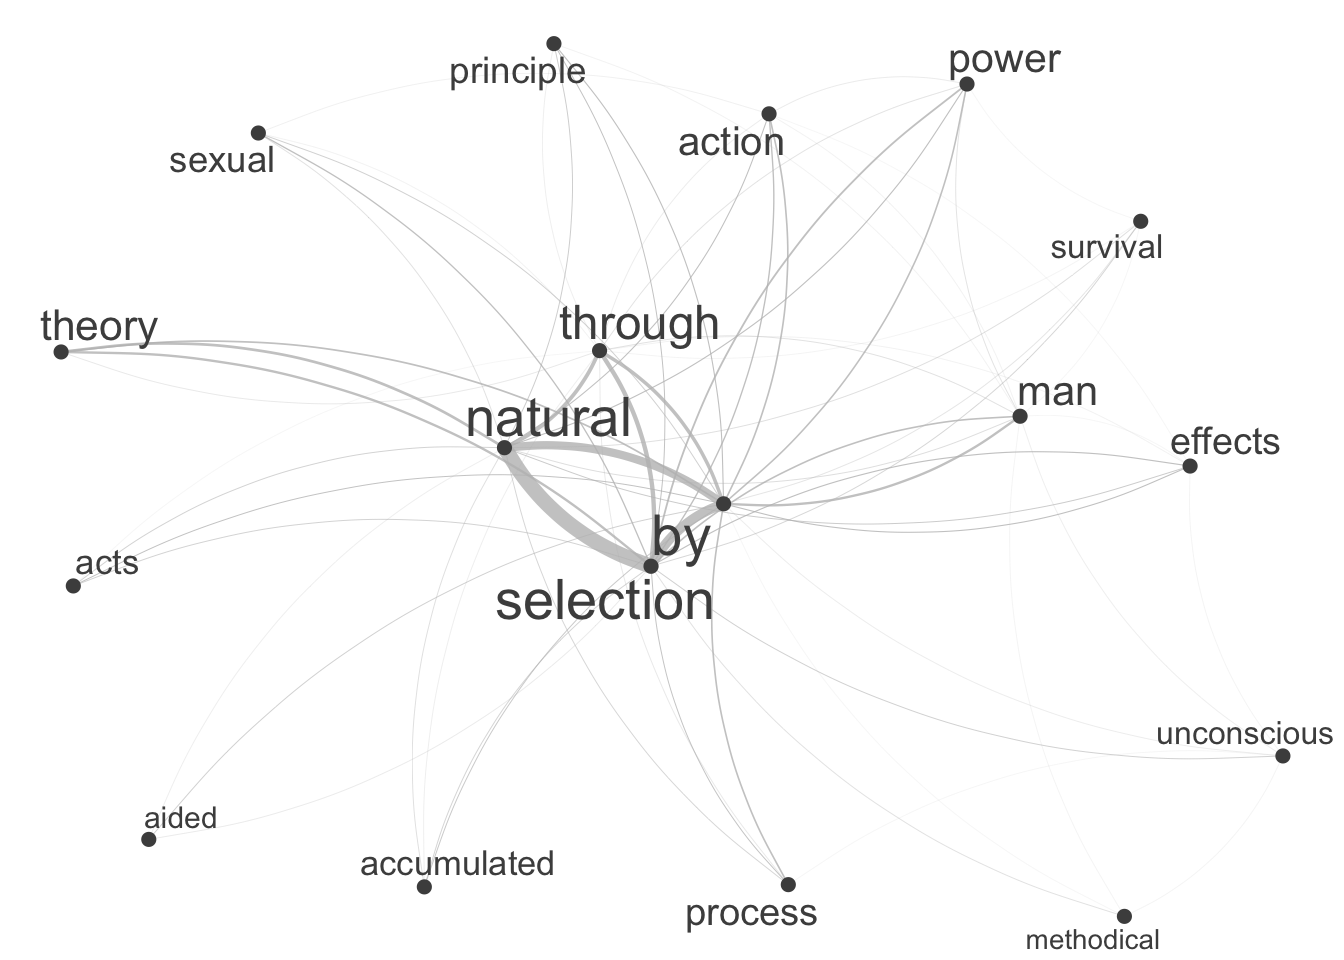 power
principle
action
sexual
survival
through
theory
man
natural
effects
by
acts
selection
unconscious
aided
accumulated
process
methodical